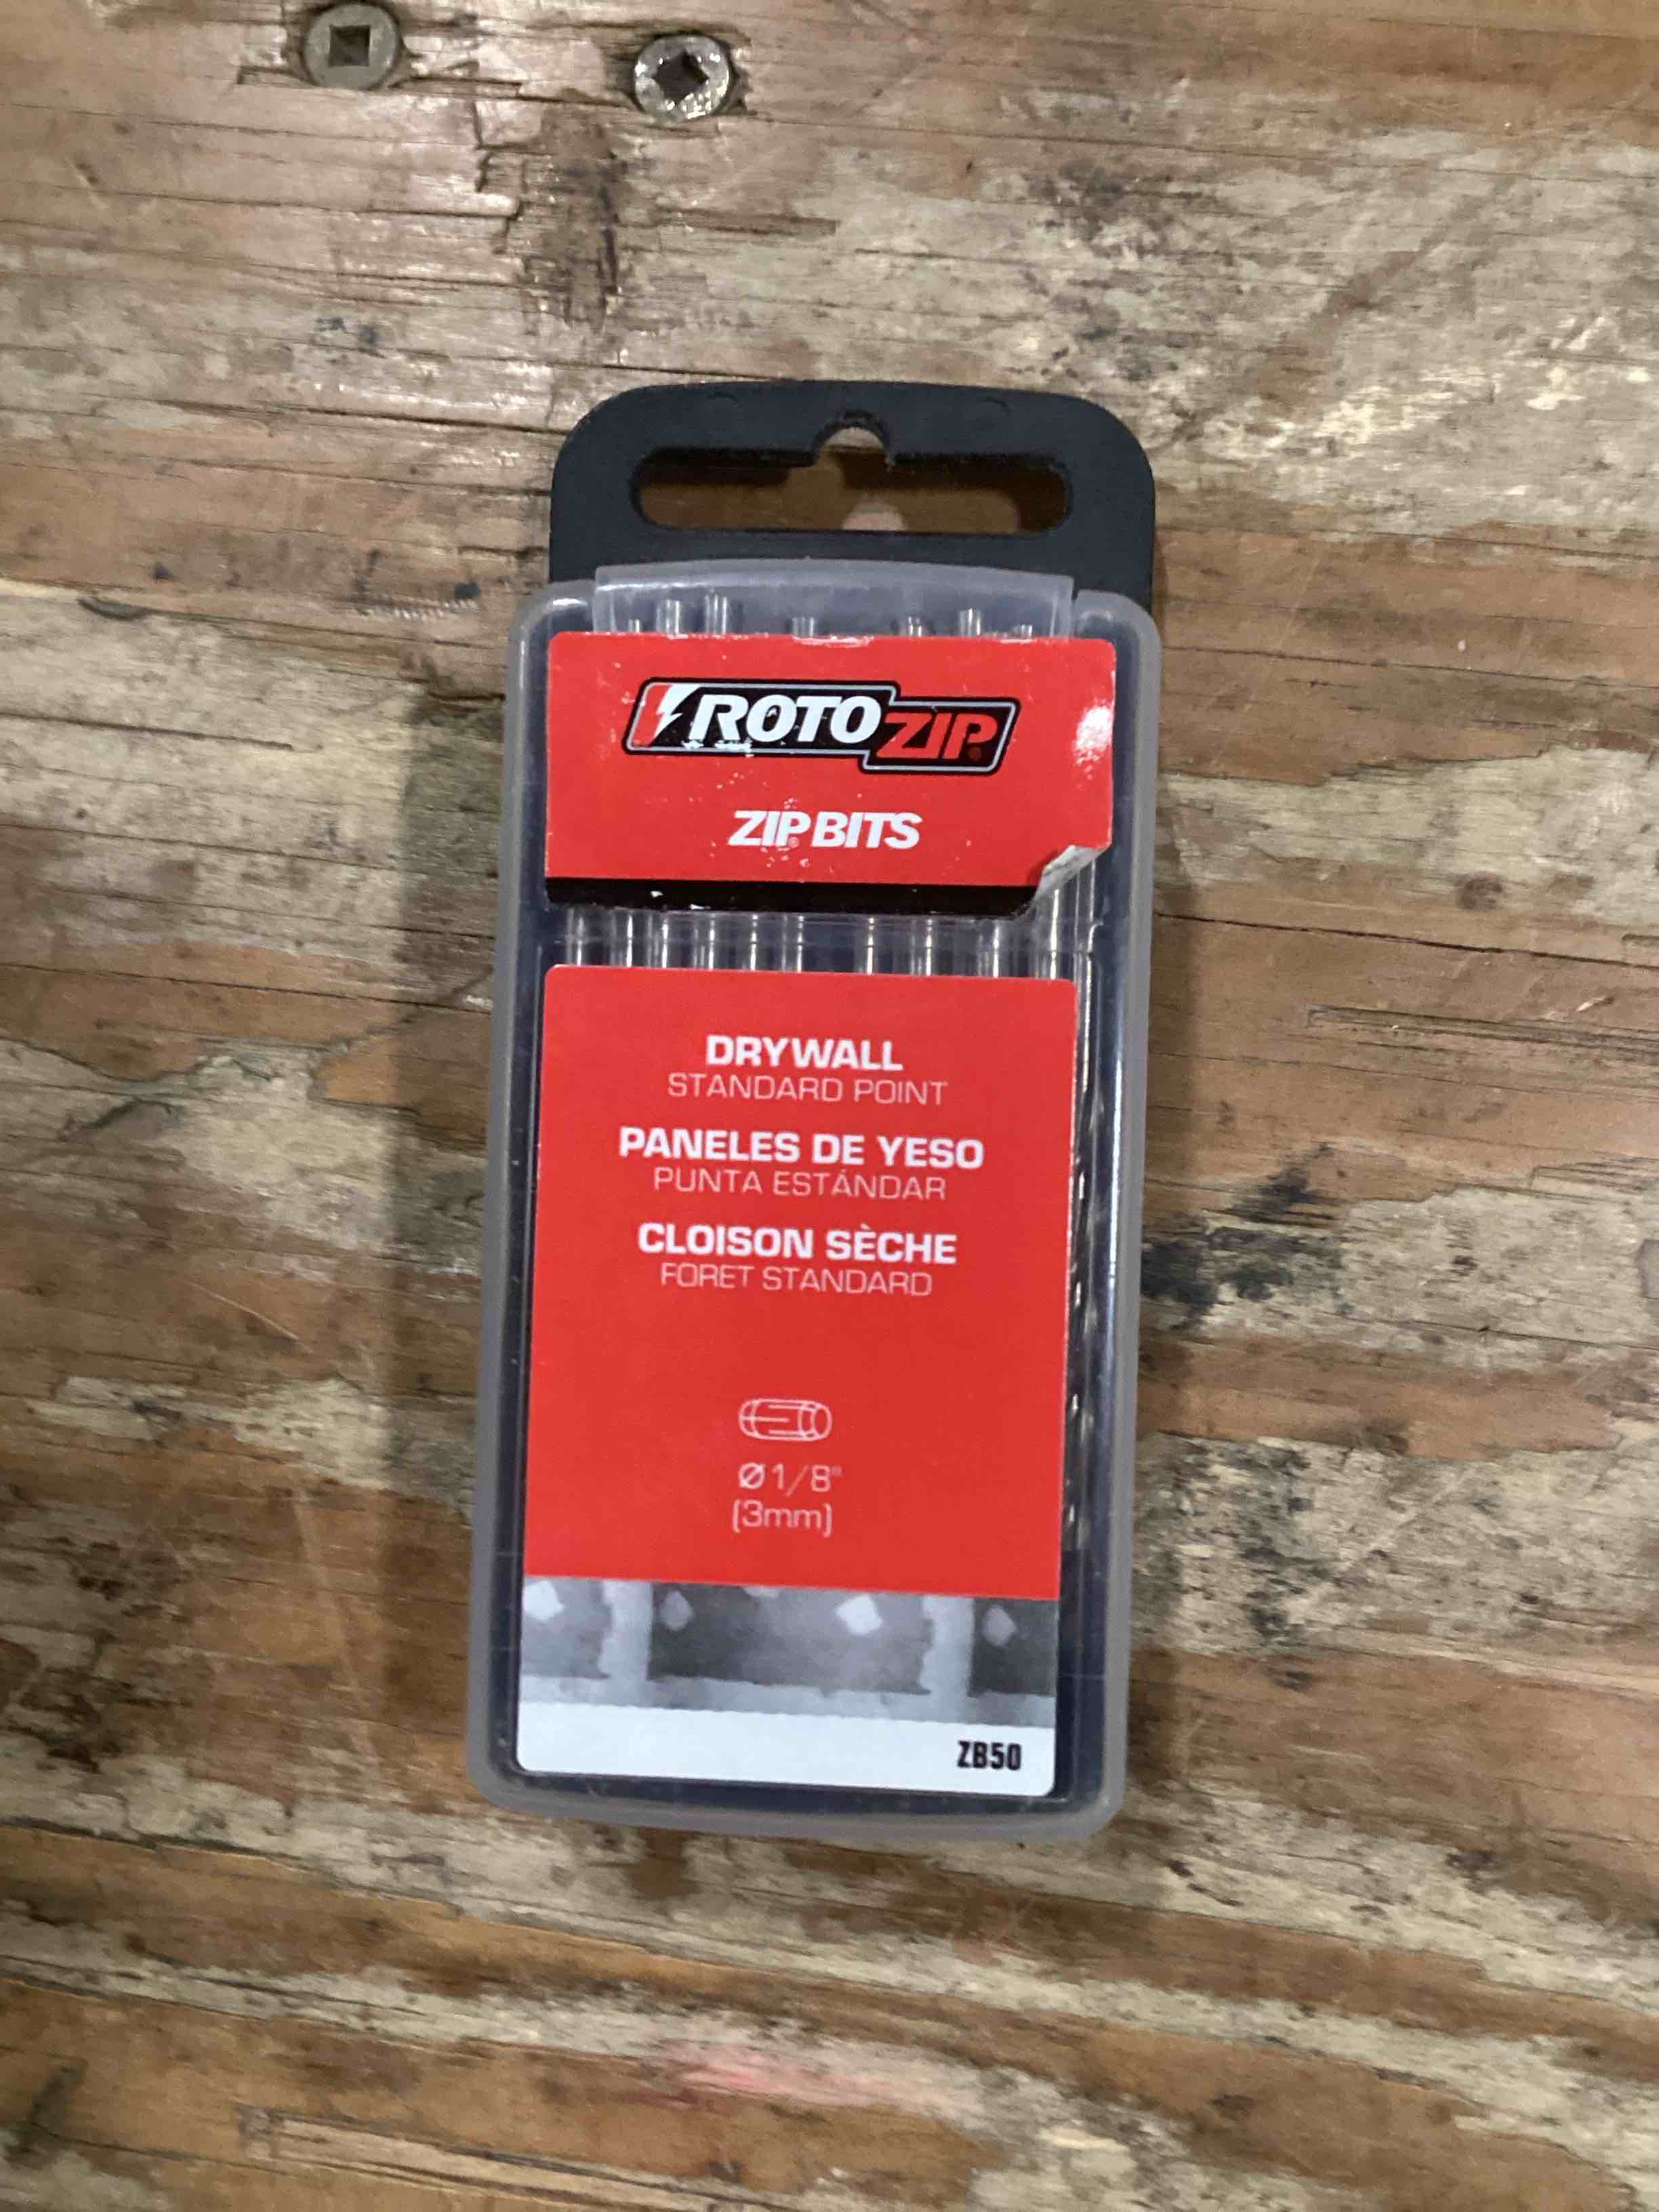 ROTOZIP®
ZIP® BITS
DRYWALL
STANDARD POINT
PANELES DE YESO
PUNTA ESTÁNDAR
CLOISON SÈCHE
FORET STANDARD
Ø1/8"
(3mm)
ZB50